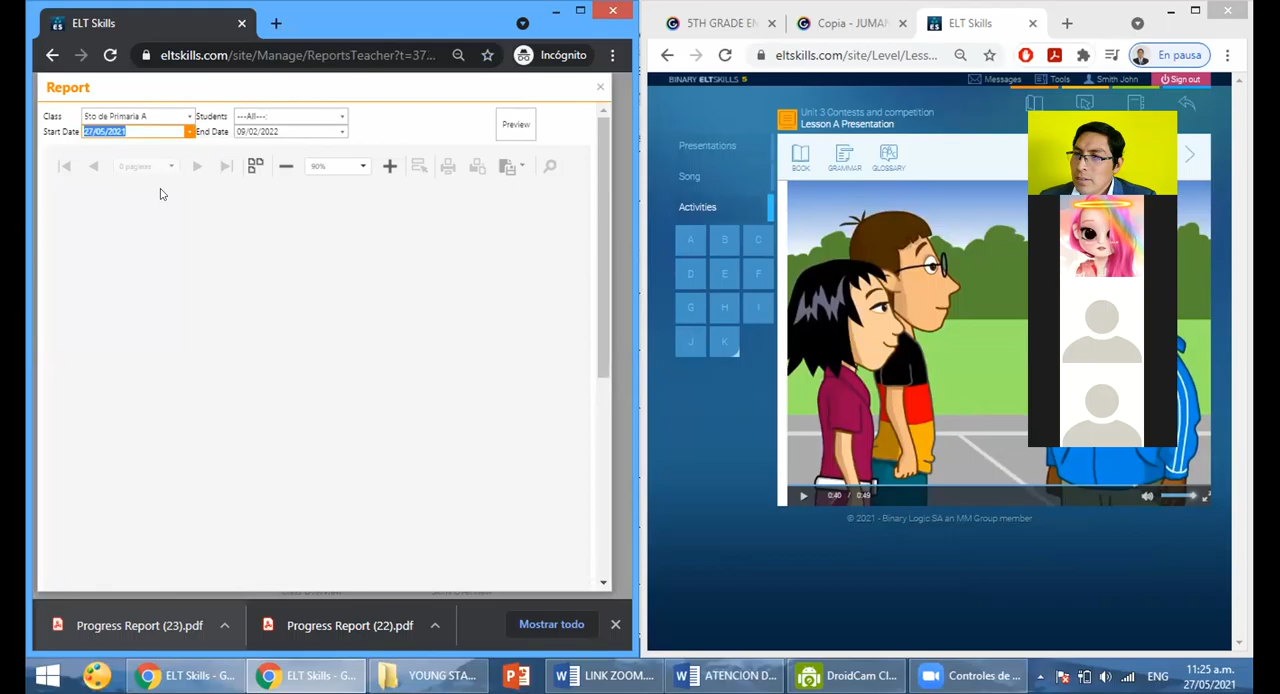 ELT Skills
eltskills.com/site/Manage/ReportsTeacher?t=37...
Incógnito
Report
Class
5to de Primaria A
Students
---All---:
Start Date
27/05/2021
End Date
09/02/2022
Preview
0 páginas
90%
Progress Report (23).pdf
Progress Report (22).pdf
Mostrar todo
5TH GRADE EN
Copia - JUMAN
ELT Skills
eltskills.com/site/Level/Less...
En pausa
BINARY ELTSKILLS 5
Messages
Tools
Smith John
Sign out
Unit 3 Contests and competition
Lesson A Presentation
Presentations
Song
Activities
A B C
D E F
G H I
J K
BOOK
GRAMMAR
GLOSSARY
0:40 / 0:49
© 2021 - Binary Logic SA an MM Group member
ELT Skills - G...
ELT Skills - G...
YOUNG STA...
LINK ZOOM....
ATENCION D...
DroidCam Cl...
Controles de ...
ENG
11:25 a.m.
27/05/2021